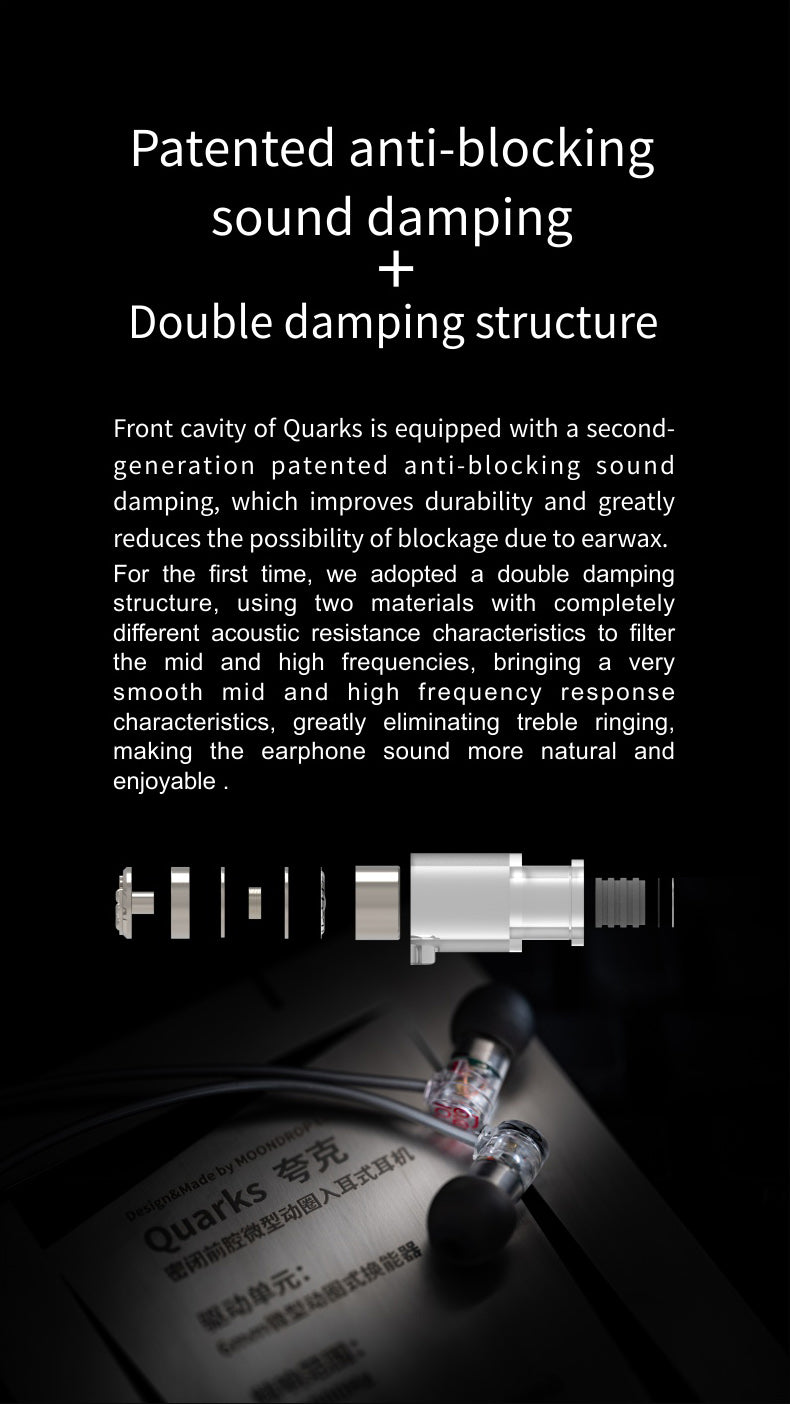 Patented anti-blocking
sound damping
+
Double damping structure
Front cavity of Quarks is equipped with a second-
generation patented anti-blocking sound
damping, which improves durability and greatly
reduces the possibility of blockage due to earwax.
For the first time, we adopted a double damping
structure, using two materials with completely
different acoustic resistance characteristics to filter
the mid and high frequencies, bringing a very
smooth mid and high frequency response
characteristics, greatly eliminating treble ringing,
making the earphone sound more natural and
enjoyable .
Design&Made by MOONDROP
Quarks 夸克
密闭前腔微型动圈入耳式耳机
驱动单元：
6mm微型动圈式换能器